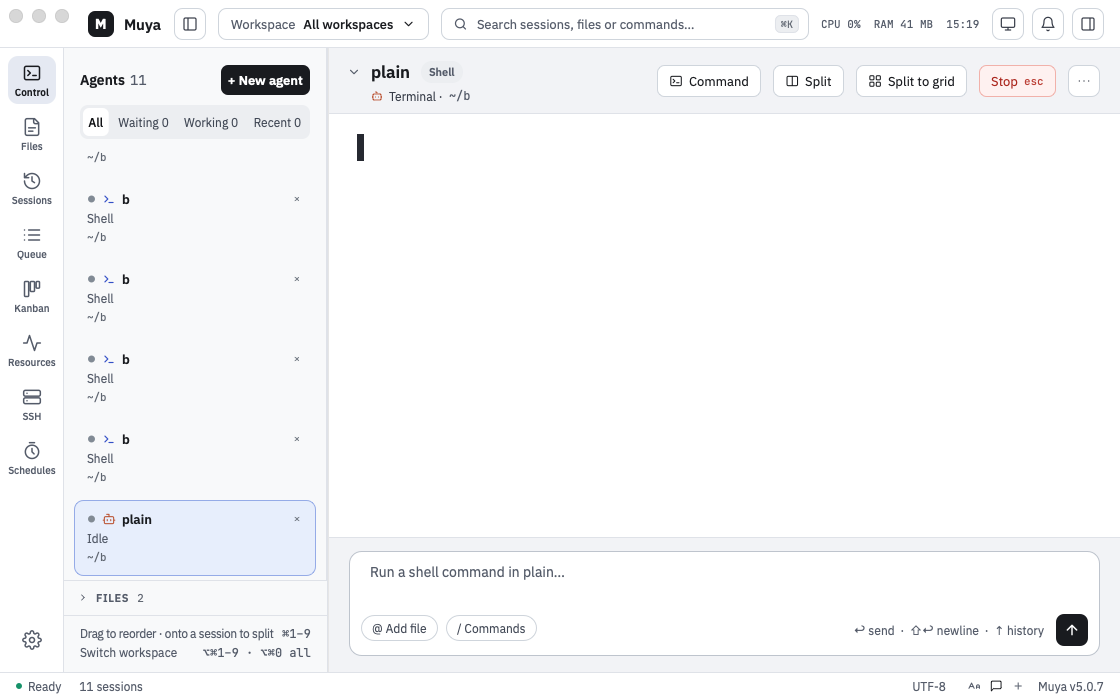 M Muya Workspace All workspaces Search sessions, files or commands... ⌘K CPU 0% RAM 41 MB 15:19
Control
Files
Sessions
Queue
Kanban
Resources
SSH
Schedules
Agents 11 + New agent
All Waiting 0 Working 0 Recent 0
~/b
b ×
Shell
~/b
b ×
Shell
~/b
b ×
Shell
~/b
b ×
Shell
~/b
plain ×
Idle
~/b
FILES 2
Drag to reorder · onto a session to split ⌘1–9
Switch workspace ⌥⌘1–9 · ⌥⌘0 all
plain Shell
Terminal · ~/b
Command Split Split to grid Stop esc ···
Run a shell command in plain...
@ Add file / Commands ↩ send · ⇧↩ newline · ↑ history
Ready 11 sessions UTF-8 Aa + Muya v5.0.7